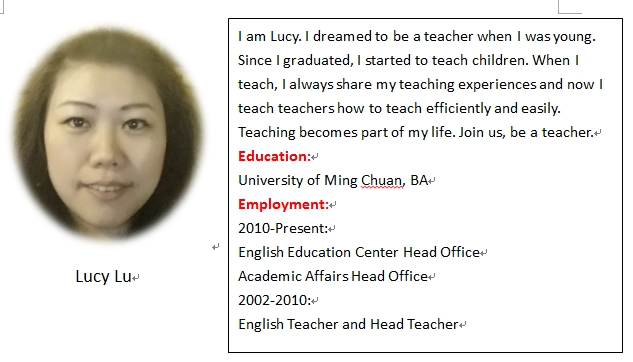 I am Lucy. I dreamed to be a teacher when I was young.
Since I graduated, I started to teach children. When I
teach, I always share my teaching experiences and now I
teach teachers how to teach efficiently and easily.
Teaching becomes part of my life. Join us, be a teacher.
Education:
University of Ming Chuan, BA
Employment:
2010-Present:
English Education Center Head Office
Academic Affairs Head Office
2002-2010:
English Teacher and Head Teacher
Lucy Lu